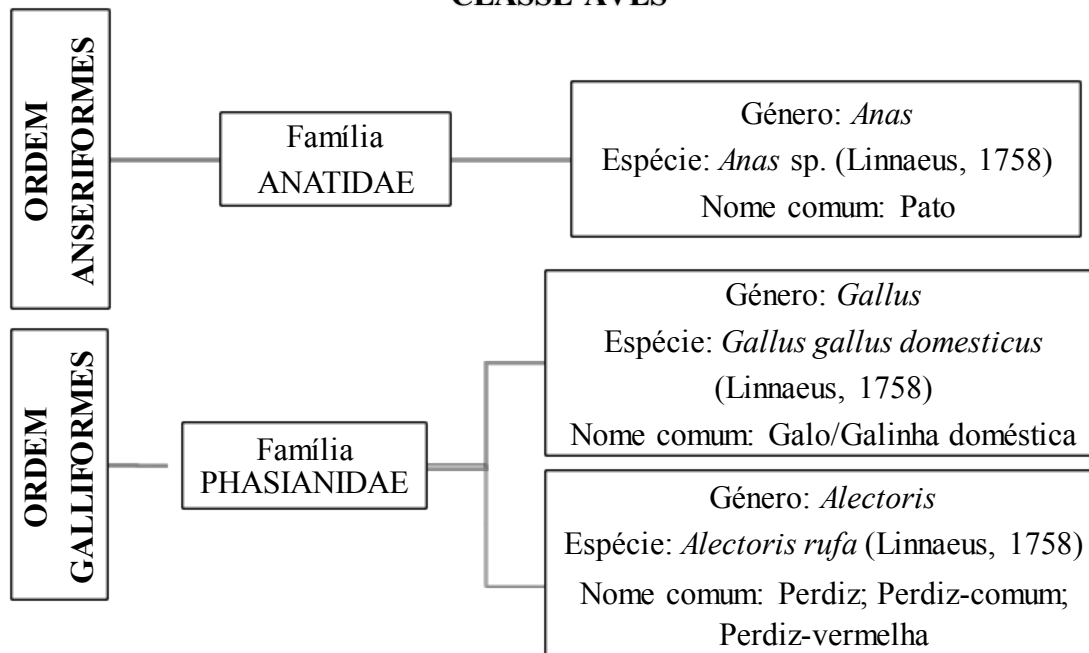 CLASSE AVES
ORDEM
ANSERIFORMES
Família
ANATIDAE
Género: Anas
Espécie: Anas sp. (Linnaeus, 1758)
Nome comum: Pato
ORDEM
GALLIFORMES
Família
PHASIANIDAE
Género: Gallus
Espécie: Gallus gallus domesticus
(Linnaeus, 1758)
Nome comum: Galo/Galinha doméstica
Género: Alectoris
Espécie: Alectoris rufa (Linnaeus, 1758)
Nome comum: Perdiz; Perdiz-comum;
Perdiz-vermelha